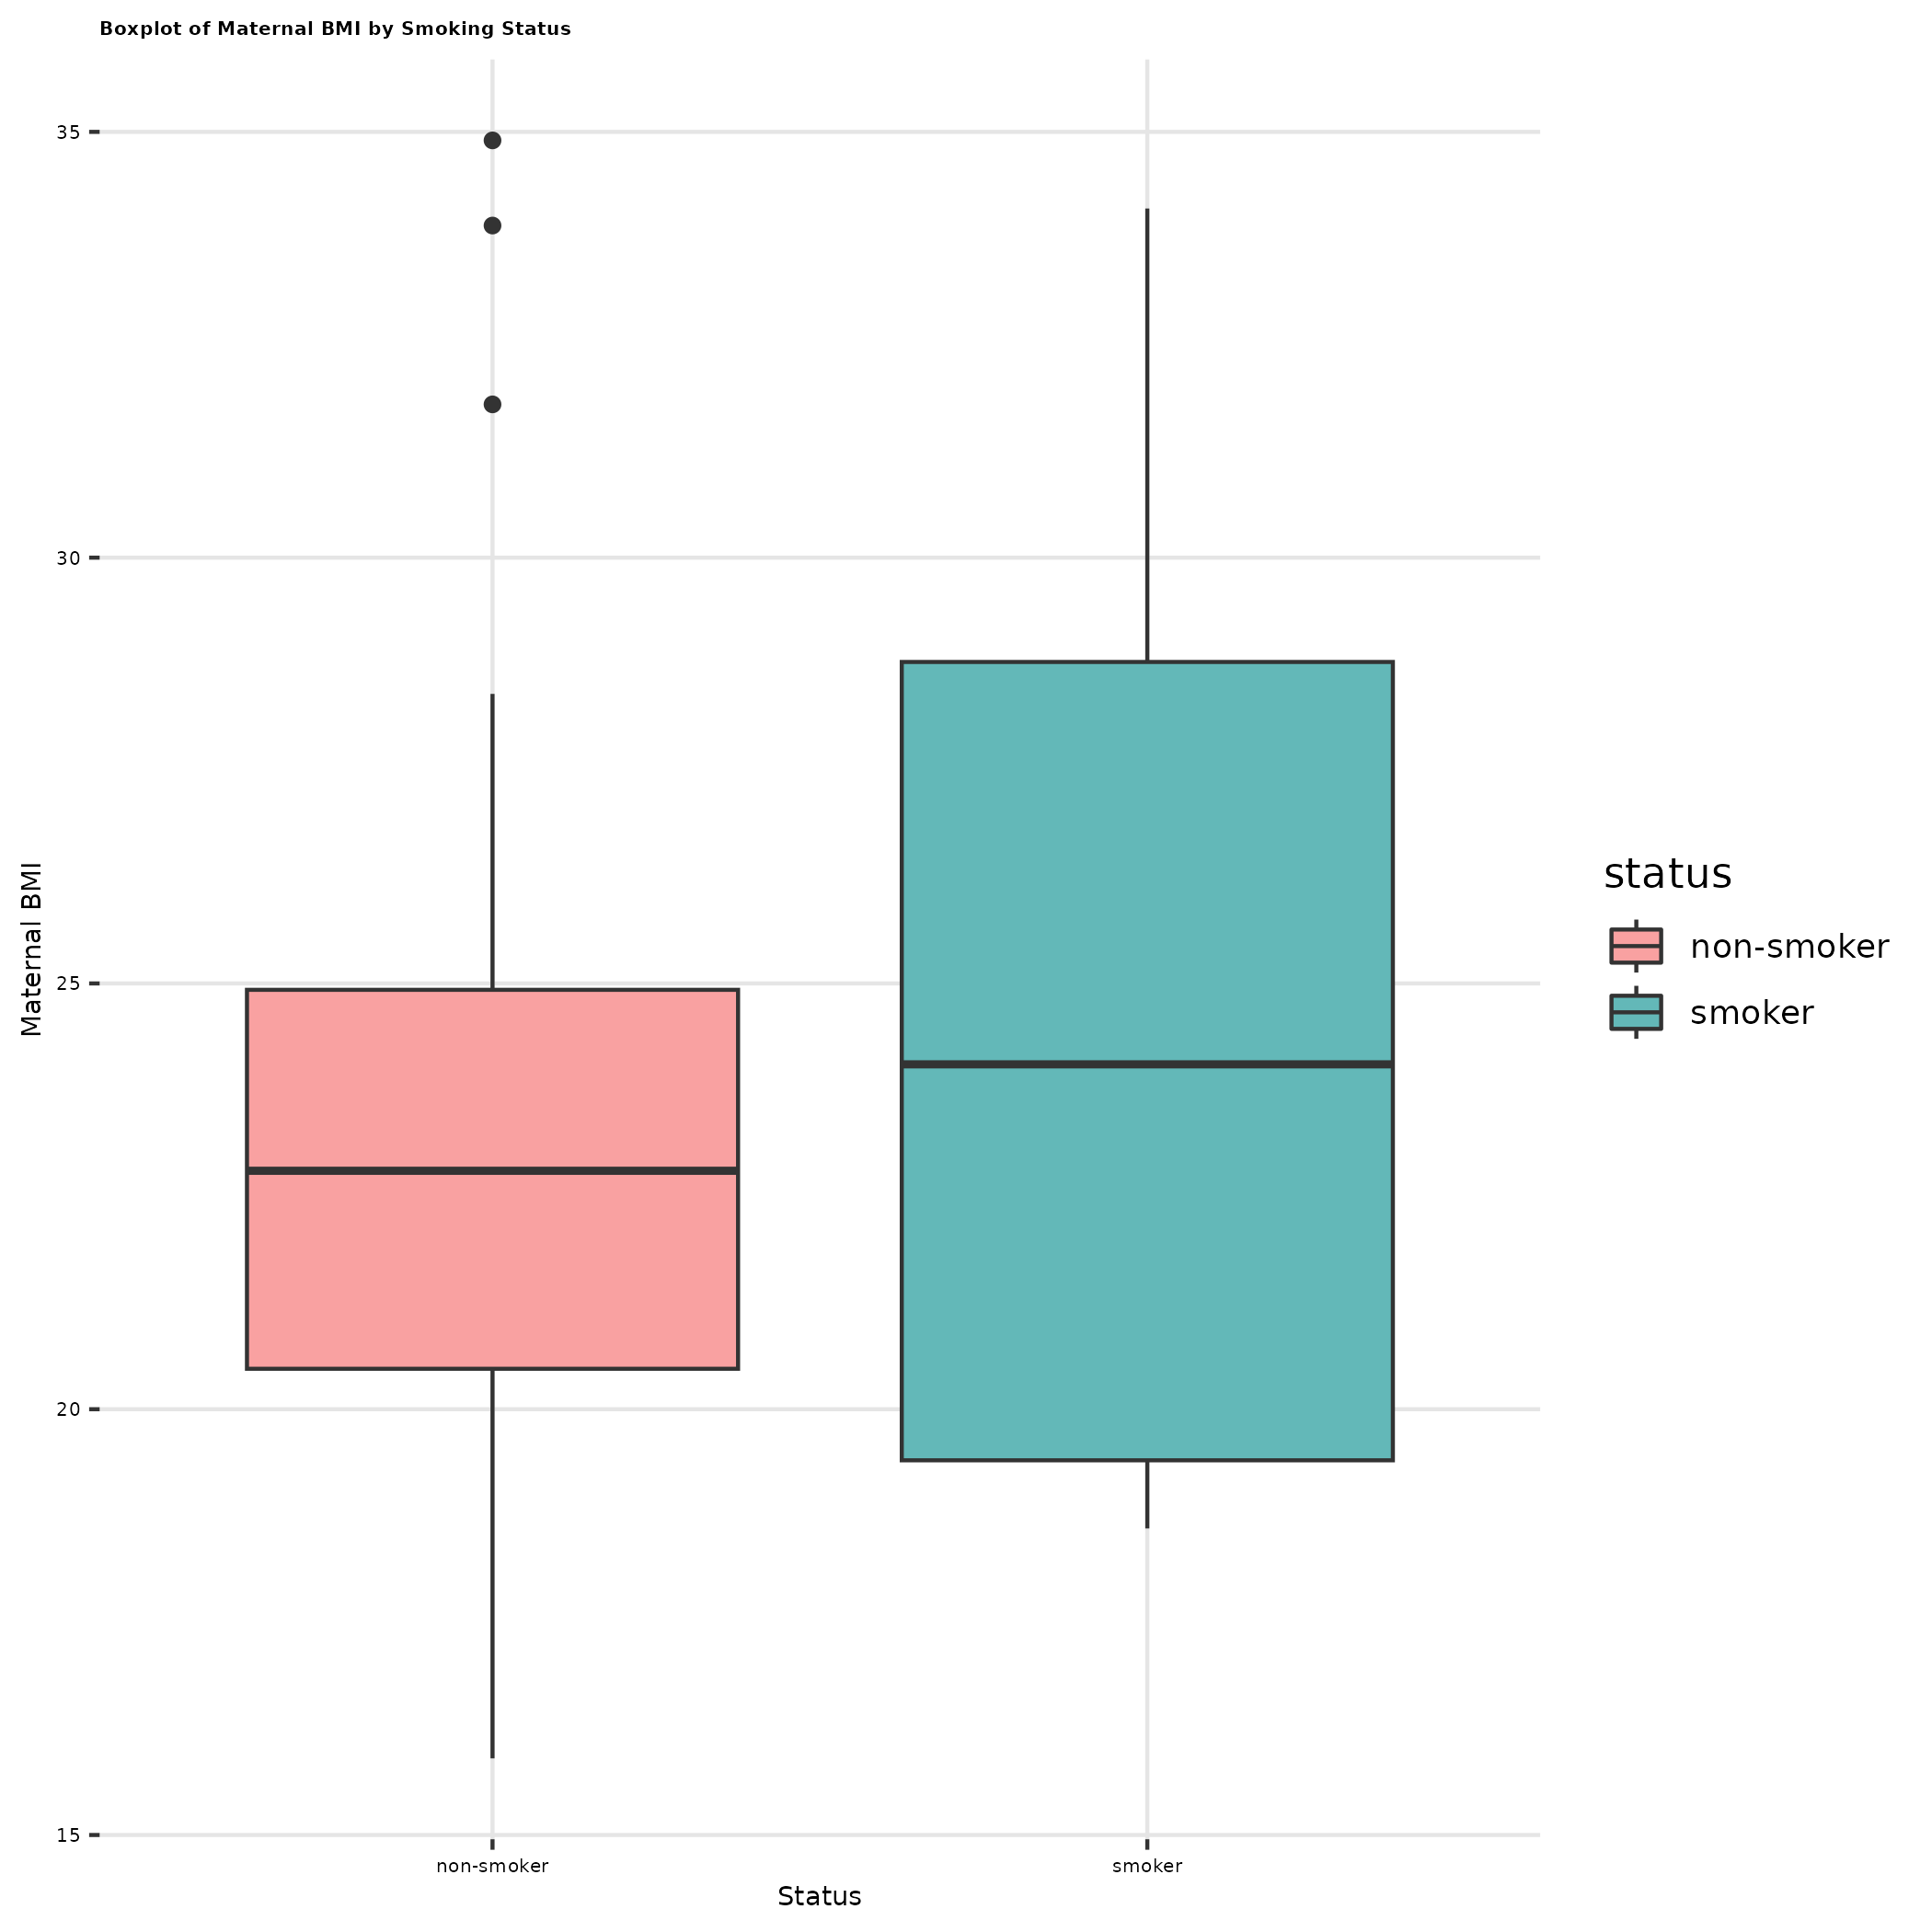 Boxplot of Maternal BMI by Smoking Status
35
30
25
20
15
Maternal BMI
non-smoker
smoker
Status
status
non-smoker
smoker